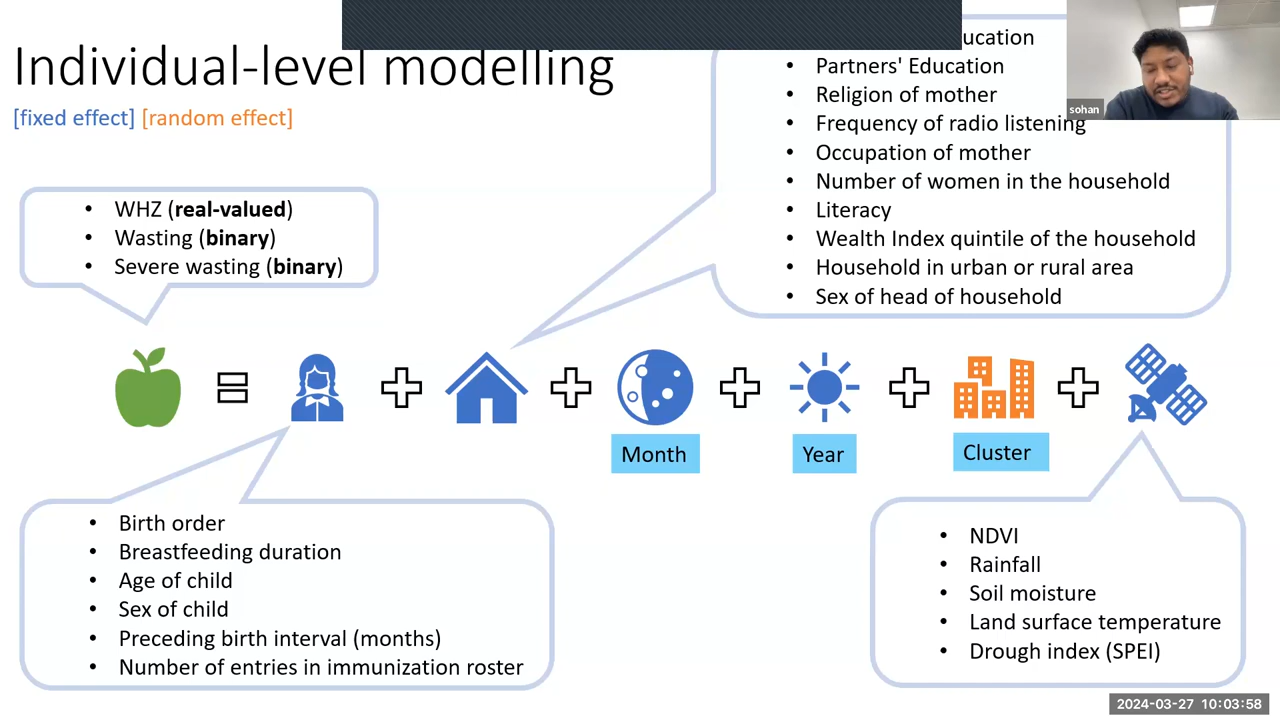 Individual-level modelling
[fixed effect] [random effect]
• WHZ (real-valued)
• Wasting (binary)
• Severe wasting (binary)
• Partners' Education
• Religion of mother
• Frequency of radio listening
• Occupation of mother
• Number of women in the household
• Literacy
• Wealth Index quintile of the household
• Household in urban or rural area
• Sex of head of household
sohan
Month
Year
Cluster
• Birth order
• Breastfeeding duration
• Age of child
• Sex of child
• Preceding birth interval (months)
• Number of entries in immunization roster
• NDVI
• Rainfall
• Soil moisture
• Land surface temperature
• Drough index (SPEI)
2024-03-27 10:03:58